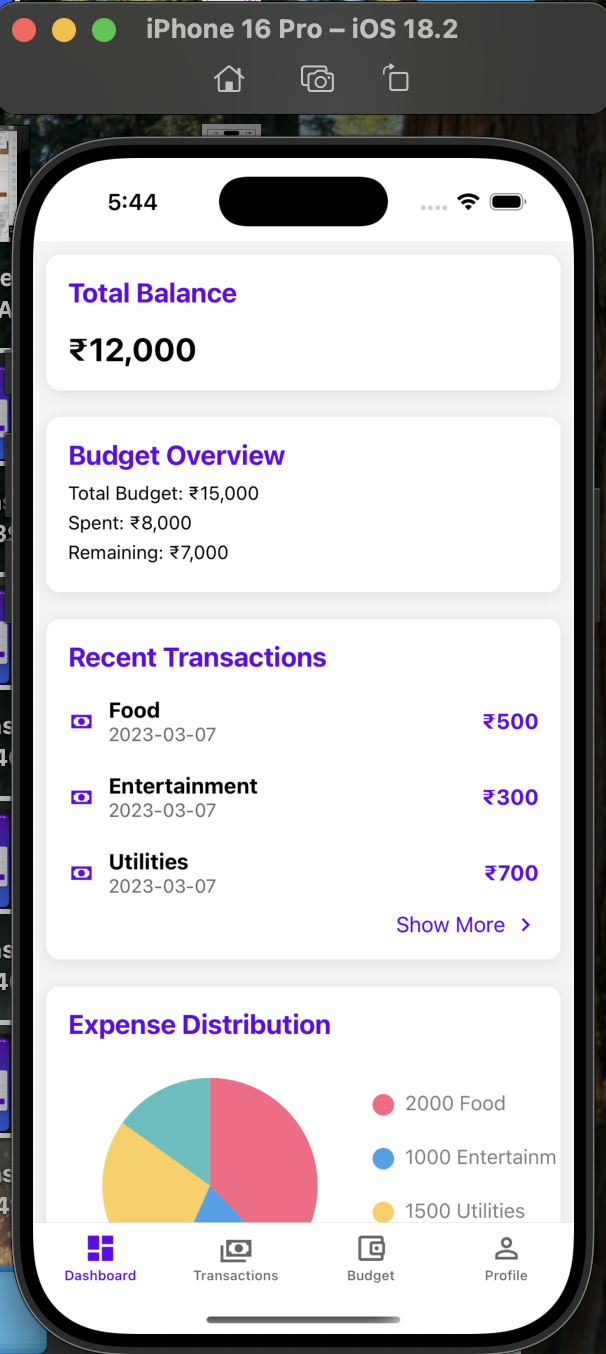 iPhone 16 Pro – iOS 18.2
5:44
Total Balance
₹12,000
Budget Overview
Total Budget: ₹15,000
Spent: ₹8,000
Remaining: ₹7,000
Recent Transactions
Food
2023-03-07
₹500
Entertainment
2023-03-07
₹300
Utilities
2023-03-07
₹700
Show More
Expense Distribution
2000 Food
1000 Entertainm
1500 Utilities
Dashboard
Transactions
Budget
Profile